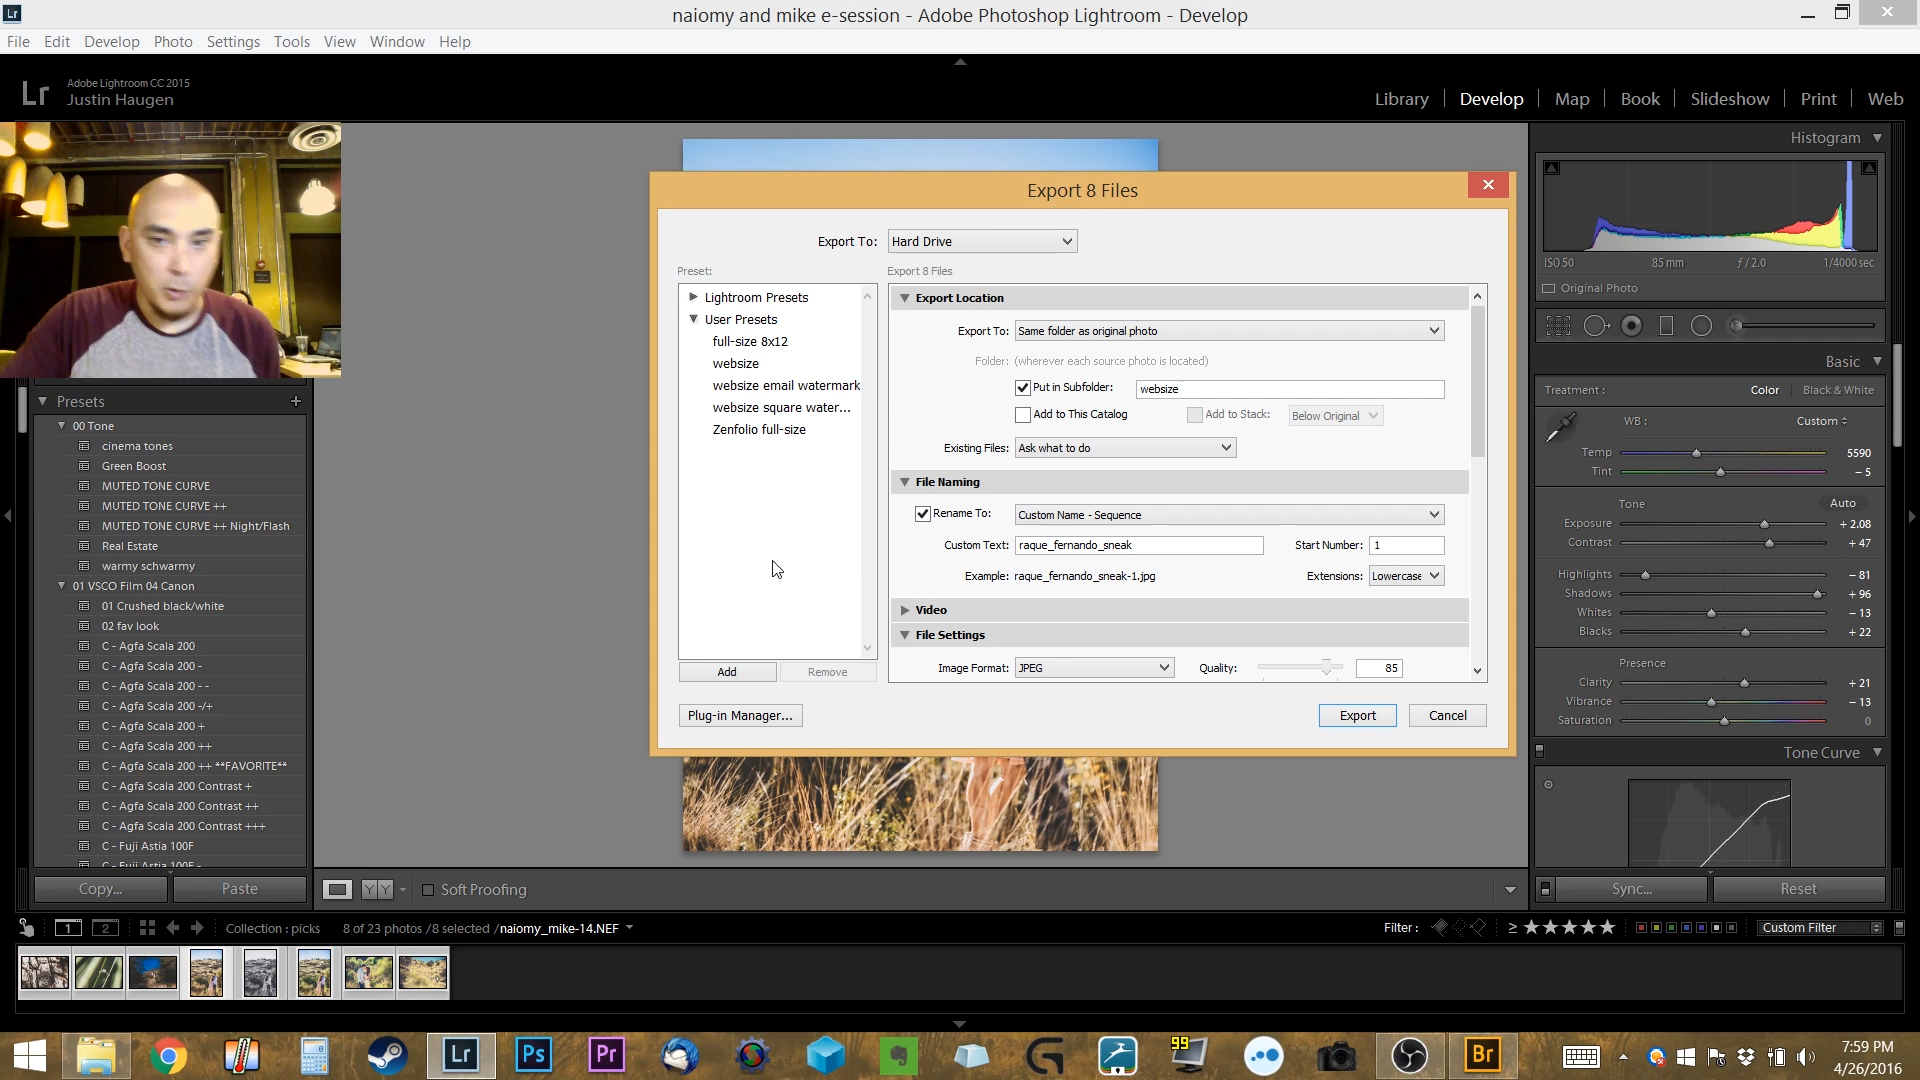 Lr
naiomy and mike e-session - Adobe Photoshop Lightroom - Develop
File Edit Develop Photo Settings Tools View Window Help
Lr
Adobe Lightroom CC 2015
Justin Haugen
Library | Develop | Map | Book | Slideshow | Print | Web
Export 8 Files
Export To: Hard Drive
Preset:
Lightroom Presets
User Presets
full-size 8x12
websize
websize email watermark
websize square water...
Zenfolio full-size
Add
Remove
Plug-in Manager...
Export 8 Files
Export Location
Export To: Same folder as original photo
Folder: (wherever each source photo is located)
Put in Subfolder: websize
Add to This Catalog
Add to Stack: Below Original
Existing Files: Ask what to do
File Naming
Rename To: Custom Name - Sequence
Custom Text: raque_fernando_sneak
Start Number: 1
Example: raque_fernando_sneak-1.jpg
Extensions: Lowercase
Video
File Settings
Image Format: JPEG
Quality: 85
Export
Cancel
Presets +
00 Tone
cinema tones
Green Boost
MUTED TONE CURVE
MUTED TONE CURVE ++
MUTED TONE CURVE ++ Night/Flash
Real Estate
warmy schwarmy
01 VSCO Film 04 Canon
01 Crushed black/white
02 fav look
C - Agfa Scala 200
C - Agfa Scala 200 -
C - Agfa Scala 200 - -
C - Agfa Scala 200 -/+
C - Agfa Scala 200 +
C - Agfa Scala 200 ++
C - Agfa Scala 200 ++ **FAVORITE**
C - Agfa Scala 200 Contrast +
C - Agfa Scala 200 Contrast ++
C - Agfa Scala 200 Contrast +++
C - Fuji Astia 100F
C - Fuji Astia 100F -
Copy...
Paste
YY
Soft Proofing
Histogram
ISO 50 85 mm ƒ / 2.0 1/4000 sec
Original Photo
Basic
Treatment : Color | Black & White
WB : Custom
Temp 5590
Tint – 5
Tone Auto
Exposure + 2.08
Contrast + 47
Highlights – 81
Shadows + 96
Whites – 13
Blacks + 22
Presence
Clarity + 21
Vibrance – 13
Saturation 0
Tone Curve
Sync...
Reset
1 2
Collection : picks
8 of 23 photos / 8 selected / naiomy_mike-14.NEF
Filter : ≥ ★★★★★
Custom Filter
Lr Ps Pr
99
Br
7:59 PM
4/26/2016